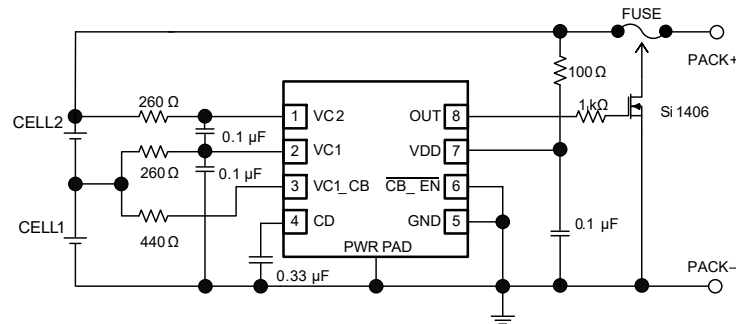 FUSE
PACK+
100 Ω
260 Ω
1 kΩ
Si 1406
1 VC2
OUT 8
CELL2
0.1 µF
2 VC1
VDD 7
0.1 µF
260 Ω
3 VC1_CB
CB_EN 6
4 CD
GND 5
0.1 µF
CELL1
440 Ω
PWR PAD
0.33 µF
PACK–